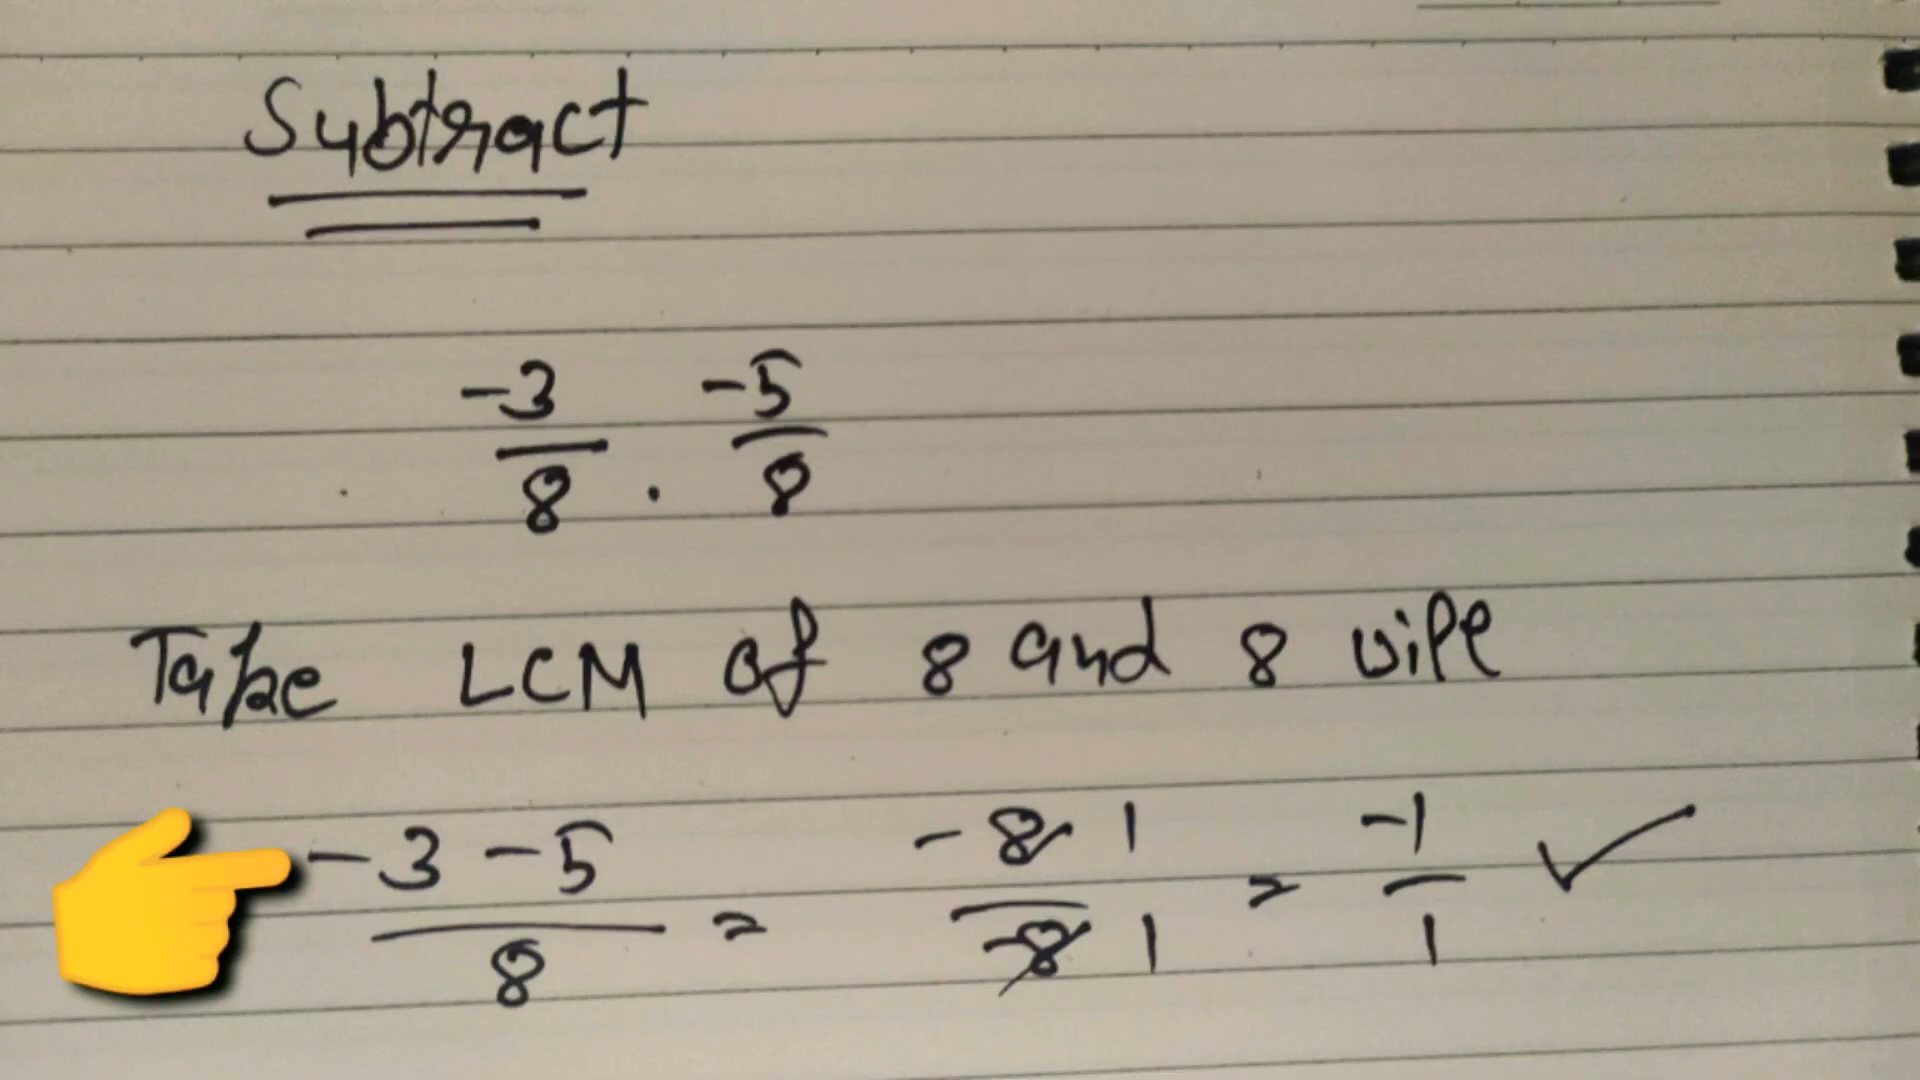 Subtract
-3/8 . -5/8
Take LCM of 8 and 8 will
-3 -5/8 = -8 1/-8 1 = -1/1 ✓